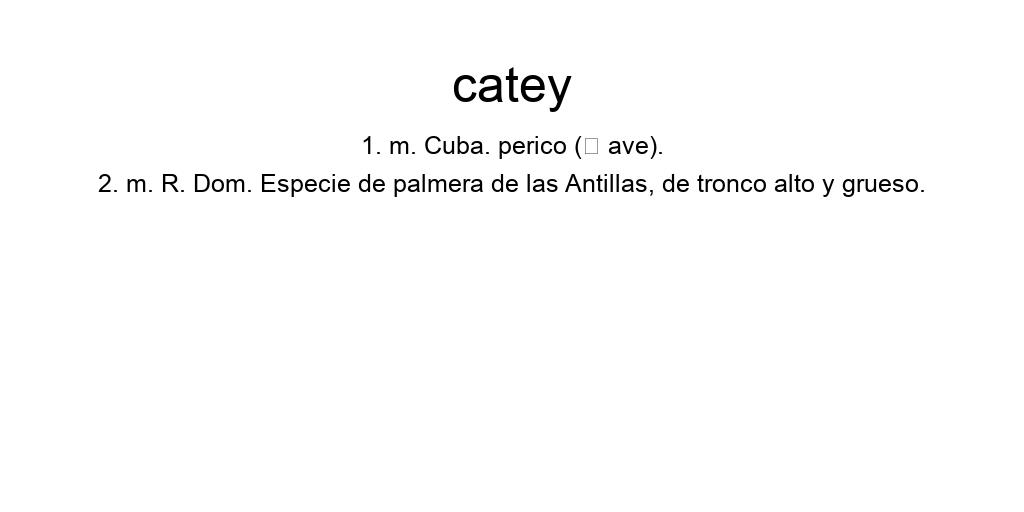 catey
1. m. Cuba. perico (□ ave).
2. m. R. Dom. Especie de palmera de las Antillas, de tronco alto y grueso.